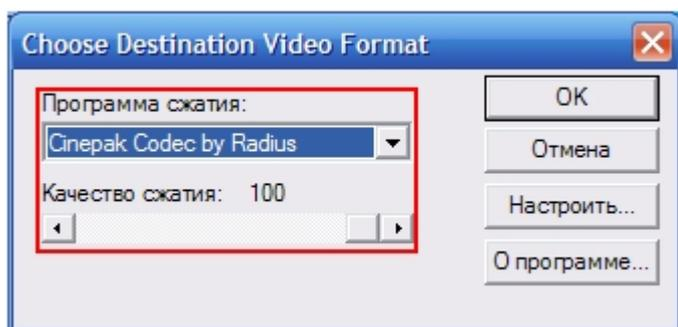 Choose Destination Video Format
Программа сжатия:
Cinepak Codec by Radius
Качество сжатия: 100
OK
Отмена
Настроить...
О программе...